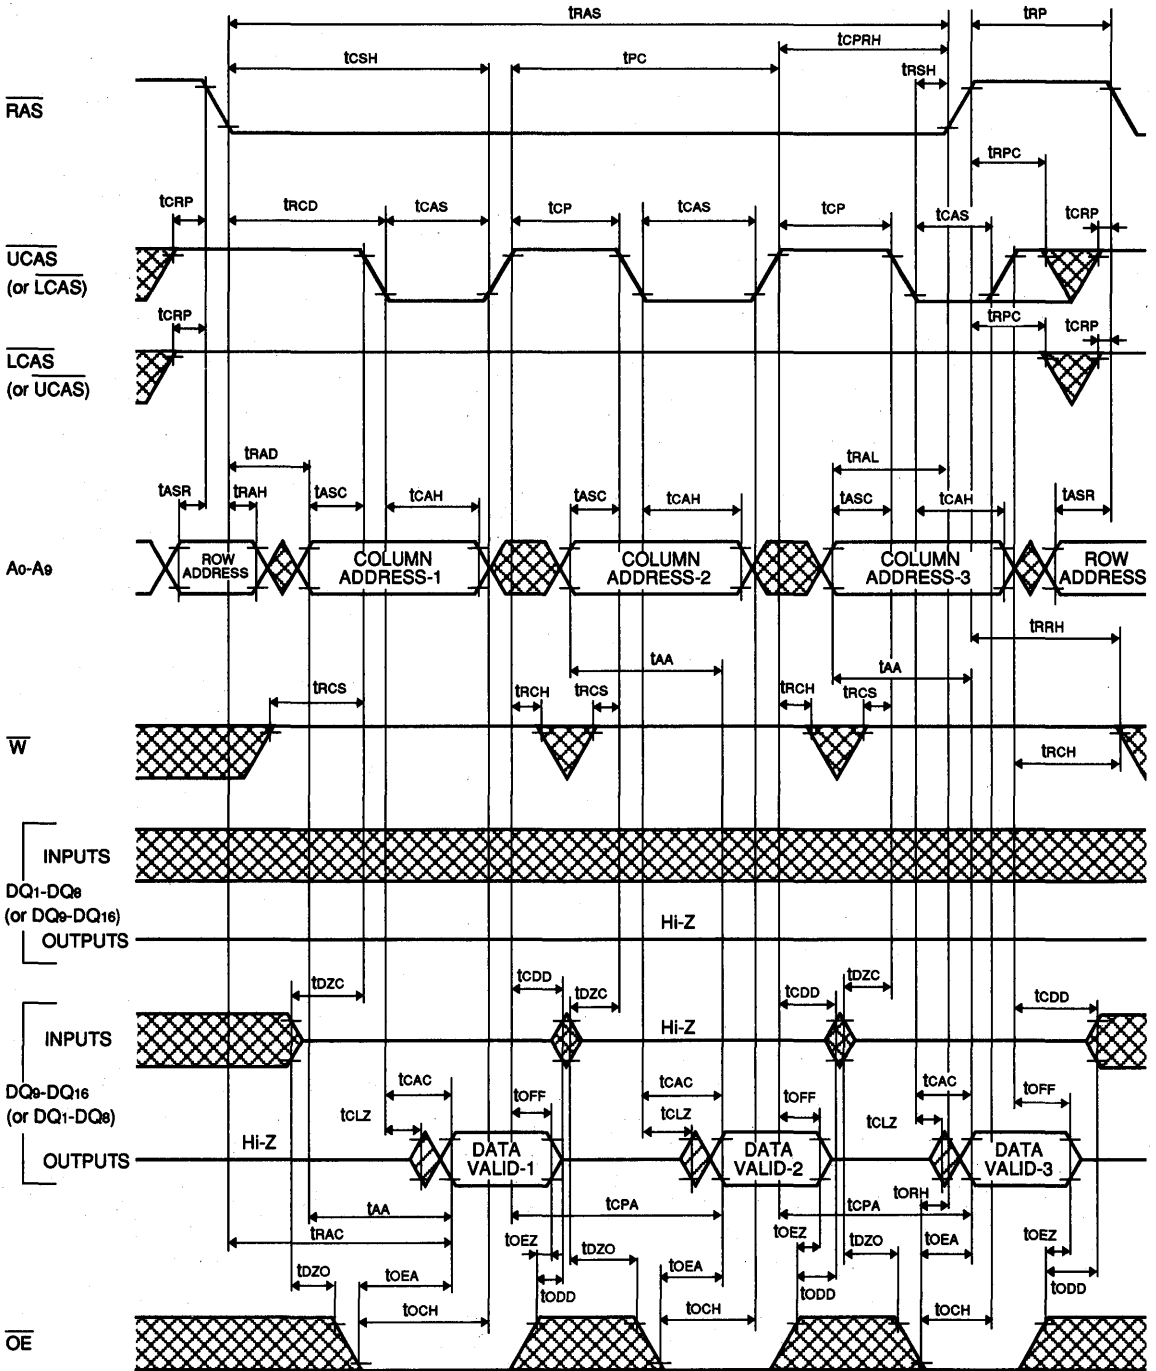 tRAS
tRP
tCPRH
tCSH
tPC
tRSH
RAS
tRPC
tCRP
tRCD
tCAS
tCP
tCAS
tCP
tCAS
tCRP
UCAS
(or LCAS)
tCRP
tRPC
tCRP
LCAS
(or UCAS)
tRAD
tRAL
tASR
tRAH
tASC
tCAH
tASC
tCAH
tASC
tCAH
tASR
A0-A9
ROW
ADDRESS
COLUMN
ADDRESS-1
COLUMN
ADDRESS-2
COLUMN
ADDRESS-3
ROW
ADDRESS
tRRH
tAA
tAA
tRCS
tRCH
tRCS
tRCH
tRCS
W
tRCH
INPUTS
DQ1-DQ8
(or DQ9-DQ16)
Hi-Z
OUTPUTS
tDZC
tCDD
tDZC
tCDD
tDZC
tCDD
INPUTS
Hi-Z
DQ9-DQ16
(or DQ1-DQ8)
tCAC
tOFF
tCAC
tOFF
tCAC
tOFF
tCLZ
tCLZ
tCLZ
Hi-Z
OUTPUTS
DATA
VALID-1
DATA
VALID-2
DATA
VALID-3
tORH
tAA
tCPA
tCPA
tRAC
tOEZ
tDZO
tOEZ
tDZO
tOEA
tOEZ
tDZO
tOEA
tOEA
tODD
tODD
tODD
tOCH
tOCH
tOCH
OE